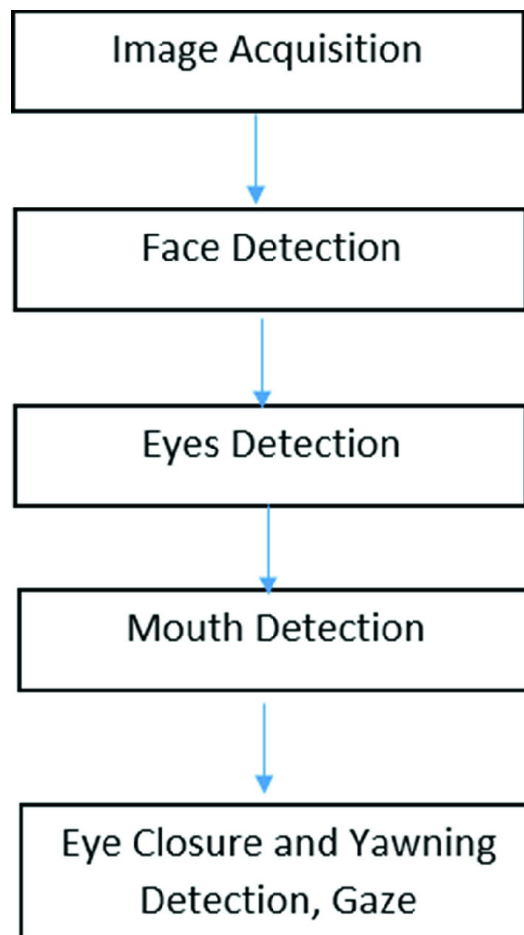 Image Acquisition
Face Detection
Eyes Detection
Mouth Detection
Eye Closure and Yawning
Detection, Gaze